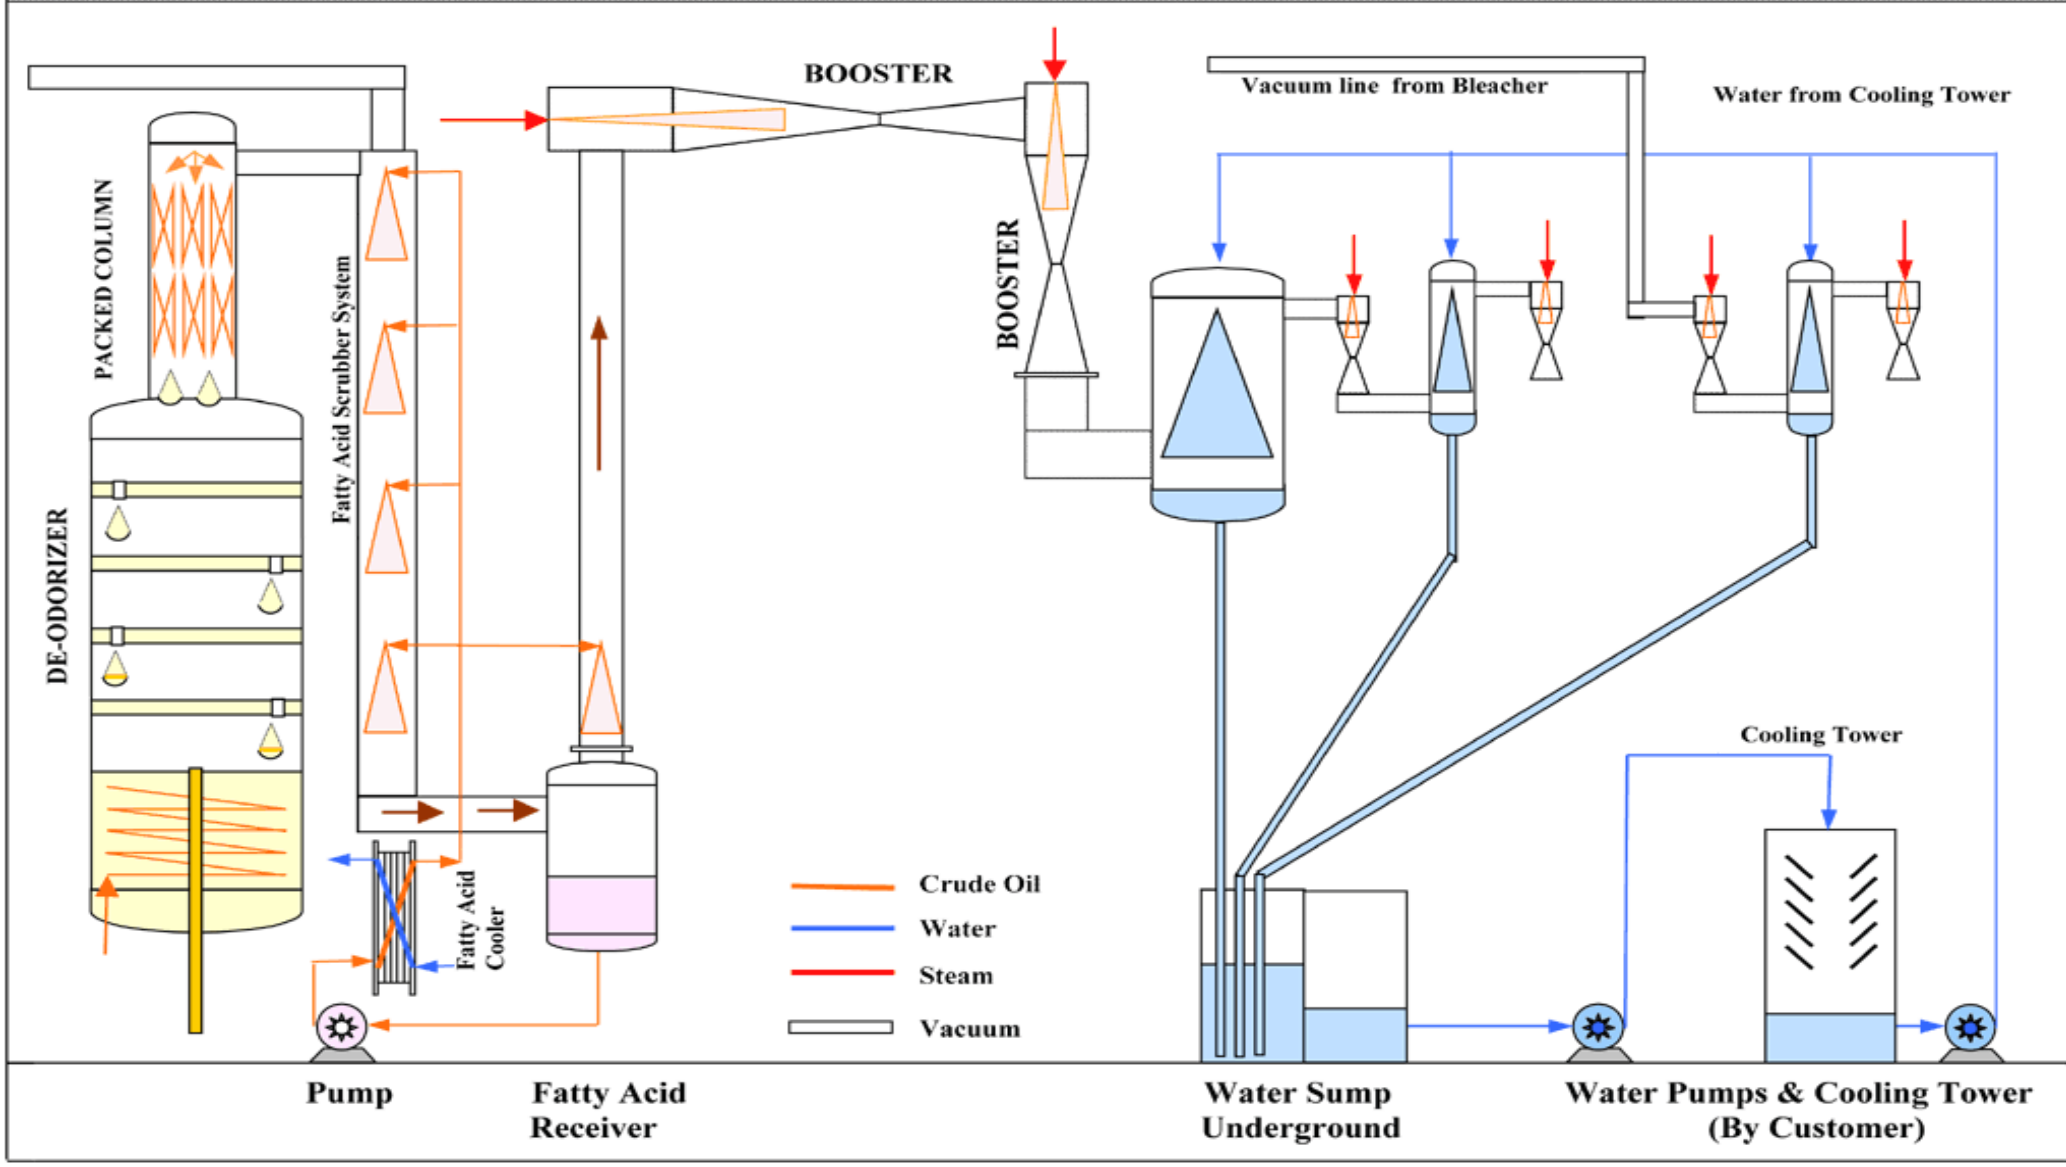 BOOSTER
Vacuum line from Bleacher
Water from Cooling Tower
PACKED COLUMN
Fatty Acid Scrubber System
BOOSTER
DE-ODORIZER
Cooling Tower
Fatty Acid
Cooler
Crude Oil
Water
Steam
Vacuum
Pump
Fatty Acid
Receiver
Water Sump
Underground
Water Pumps & Cooling Tower
(By Customer)